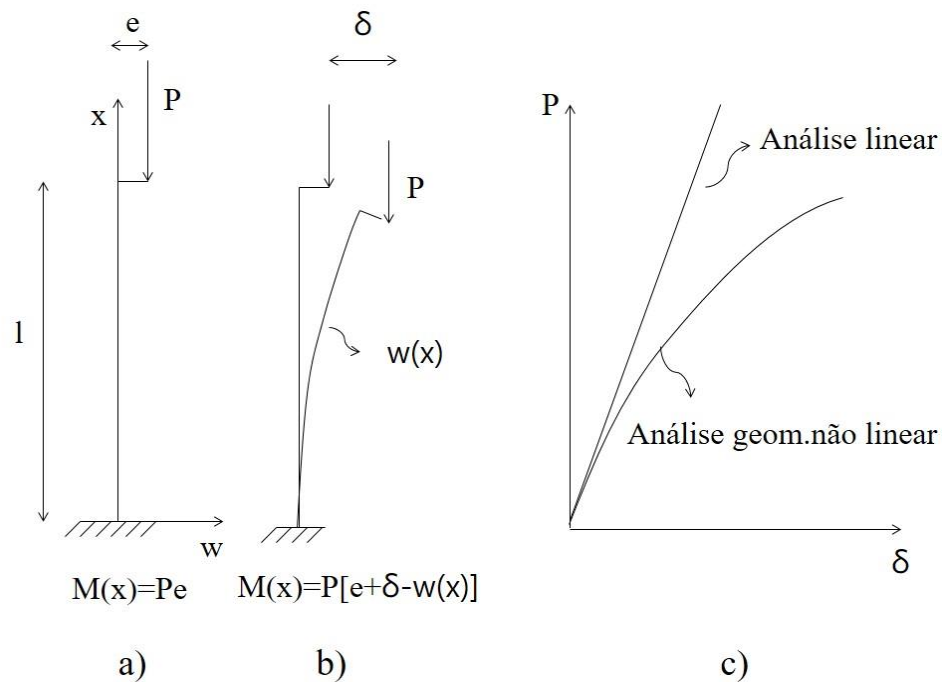 e
P
x
l
w
M(x)=Pe
a)
δ
P
w(x)
M(x)=P[e+δ-w(x)]
b)
P
Análise linear
Análise geom.não linear
δ
c)